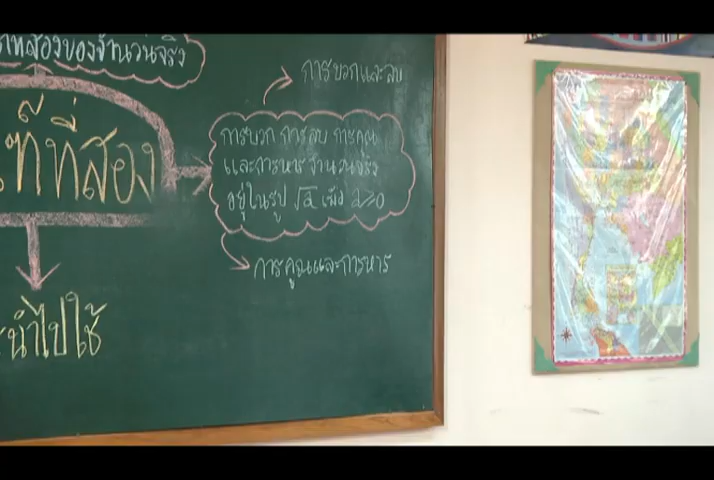 ที่สองของจำนวนจริง
การบวกและลบ
ที่สอง
การบวก การลบ การคูณ
และการหาร จำนวนจริง
อยู่ในรูป √a เมื่อ a≥0
การคูณและการหาร
นำไปใช้